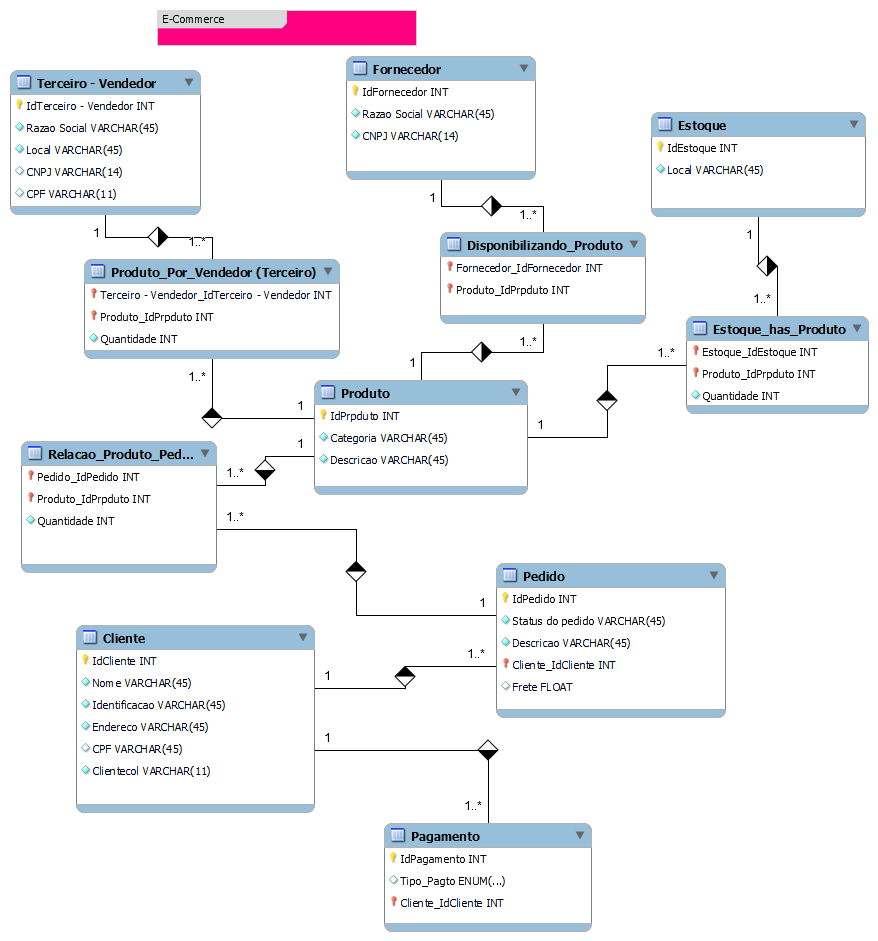 E-Commerce
Terceiro - Vendedor
IdTerceiro - Vendedor INT
Razao Social VARCHAR(45)
Local VARCHAR(45)
CNPJ VARCHAR(14)
CPF VARCHAR(11)
Fornecedor
IdFornecedor INT
Razao Social VARCHAR(45)
CNPJ VARCHAR(14)
Estoque
IdEstoque INT
Local VARCHAR(45)
1
1..*
1
1..*
1
1..*
Produto_Por_Vendedor (Terceiro)
Terceiro - Vendedor_IdTerceiro - Vendedor INT
Produto_IdPrpduto INT
Quantidade INT
Disponibilizando_Produto
Fornecedor_IdFornecedor INT
Produto_IdPrpduto INT
Estoque_has_Produto
Estoque_IdEstoque INT
Produto_IdPrpduto INT
Quantidade INT
1..*
1
1..*
1
1..*
1
Produto
IdPrpduto INT
Categoria VARCHAR(45)
Descricao VARCHAR(45)
1
1..*
Relacao_Produto_Ped...
Pedido_IdPedido INT
Produto_IdPrpduto INT
Quantidade INT
1..*
1
Pedido
IdPedido INT
Status do pedido VARCHAR(45)
Descricao VARCHAR(45)
Cliente_IdCliente INT
Frete FLOAT
Cliente
IdCliente INT
Nome VARCHAR(45)
Identificacao VARCHAR(45)
Endereco VARCHAR(45)
CPF VARCHAR(45)
Clientecol VARCHAR(11)
1
1..*
1
1..*
Pagamento
IdPagamento INT
Tipo_Pagto ENUM(...)
Cliente_IdCliente INT